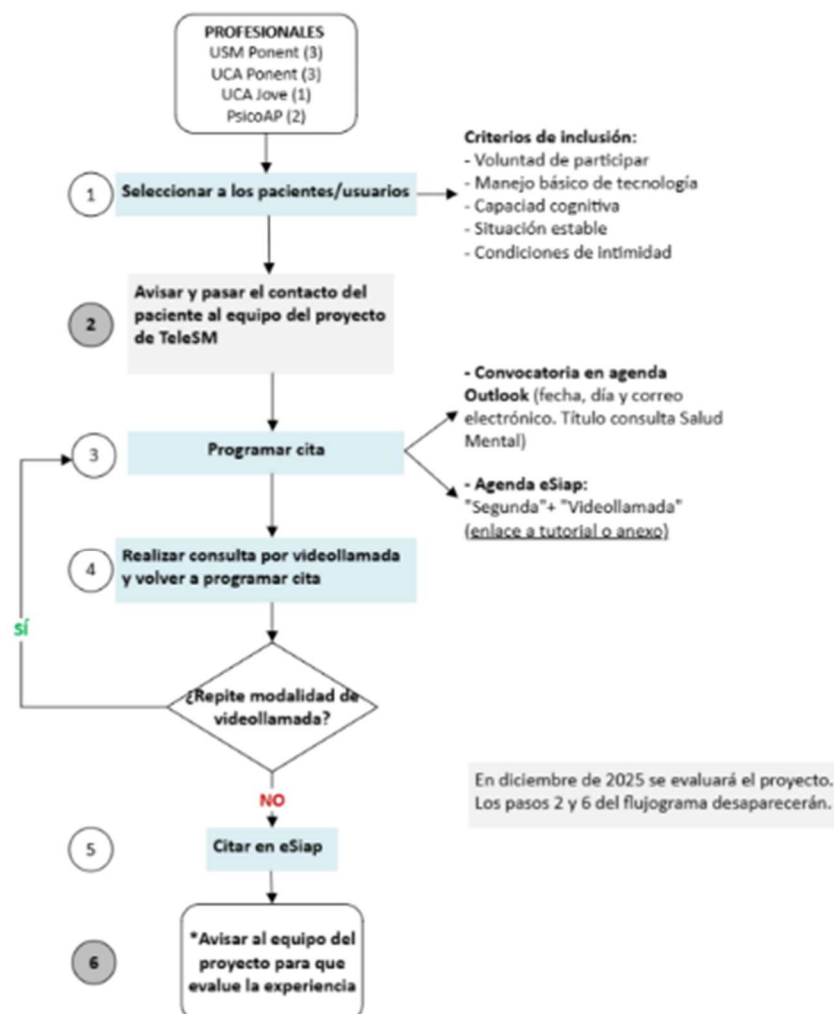 PROFESIONALES
USM Ponent (3)
UCA Ponent (3)
UCA Jove (1)
PsicoAP (2)
1
Seleccionar a los pacientes/usuarios
Criterios de inclusión:
- Voluntad de participar
- Manejo básico de tecnología
- Capaciad cognitiva
- Situación estable
- Condiciones de intimidad
2
Avisar y pasar el contacto del
paciente al equipo del proyecto
de TeleSM
3
Programar cita
- Convocatoria en agenda
Outlook (fecha, día y correo
electrónico. Título consulta Salud
Mental)
- Agenda eSiap:
"Segunda"+ "Videollamada"
(enlace a tutorial o anexo)
4
Realizar consulta por videollamada
y volver a programar cita
SÍ
¿Repite modalidad de
videollamada?
NO
En diciembre de 2025 se evaluará el proyecto.
Los pasos 2 y 6 del flujograma desaparecerán.
5
Citar en eSiap
6
*Avisar al equipo del
proyecto para que
evalue la experiencia